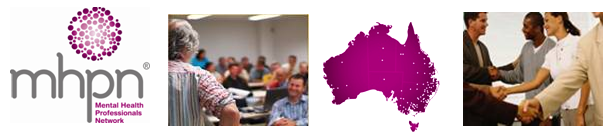 mhpn®
Mental Health
Professionals
Network